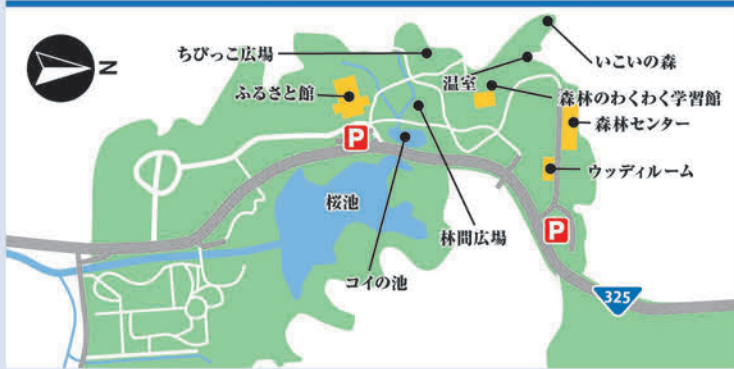 ちびっこ広場
いこいの森
N
温室
ふるさと館
森林のわくわく学習館
森林センター
P
ウッディルーム
桜池
林間広場
P
コイの池
325